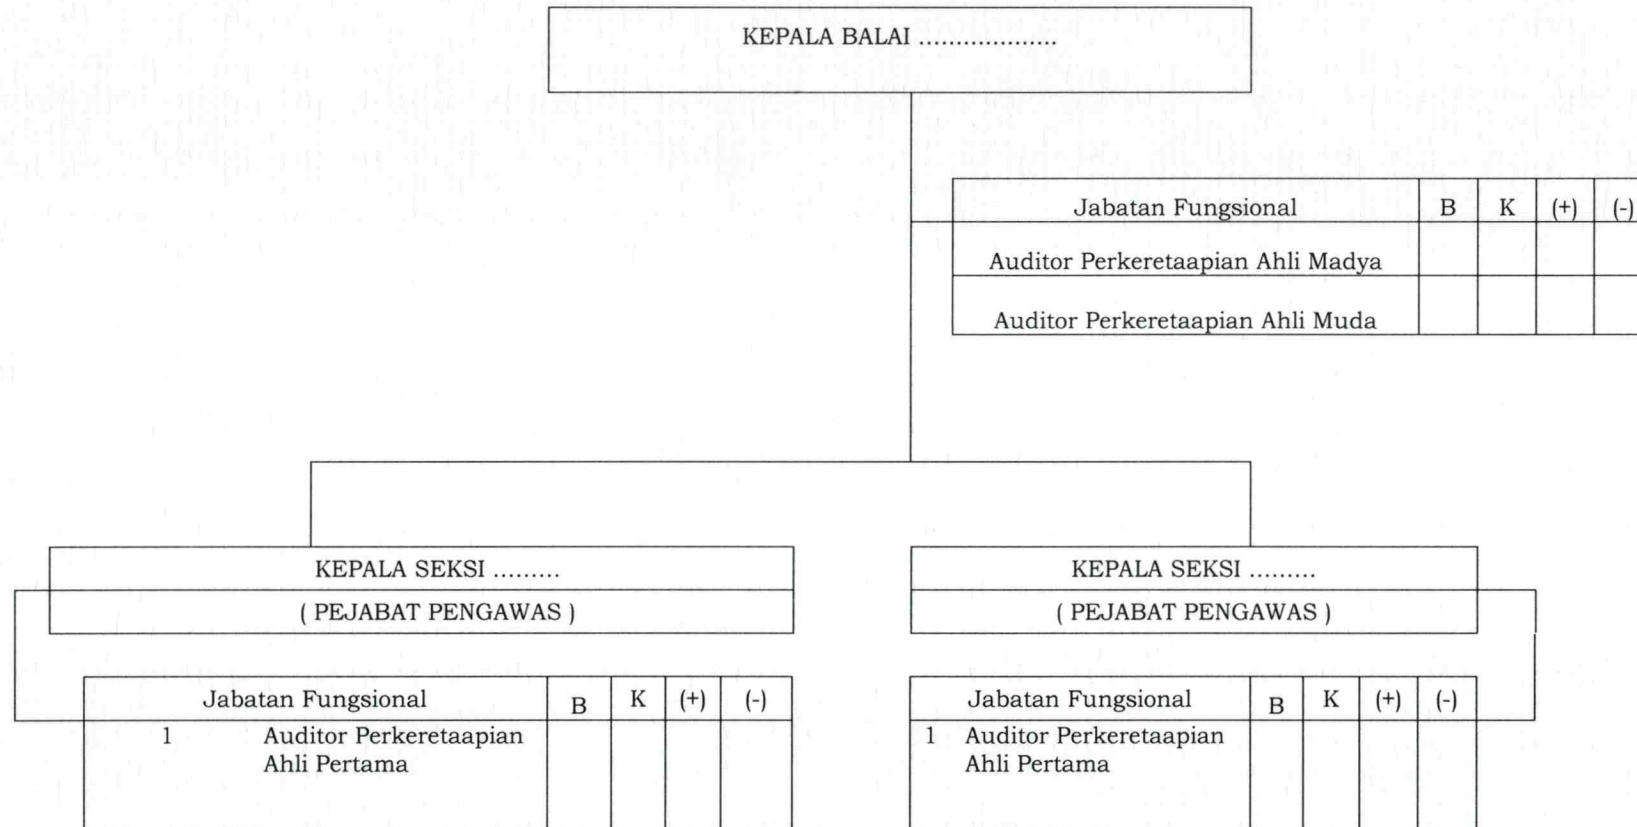 KEPALA BALAI ...................
Jabatan Fungsional B K (+) (-)
Auditor Perkeretaapian Ahli Madya
Auditor Perkeretaapian Ahli Muda
KEPALA SEKSI .........
( PEJABAT PENGAWAS )
Jabatan Fungsional B K (+) (-)
1 Auditor Perkeretaapian
Ahli Pertama
KEPALA SEKSI .........
( PEJABAT PENGAWAS )
Jabatan Fungsional B K (+) (-)
1 Auditor Perkeretaapian
Ahli Pertama